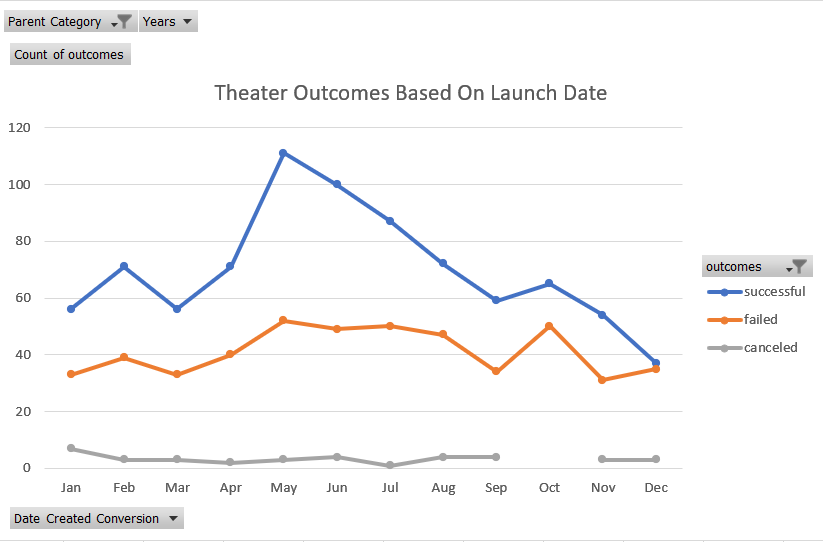 Parent Category Years
Count of outcomes
Theater Outcomes Based On Launch Date
120
100
80
60
40
20
0
Jan Feb Mar Apr May Jun Jul Aug Sep Oct Nov Dec
outcomes
successful
failed
canceled
Date Created Conversion